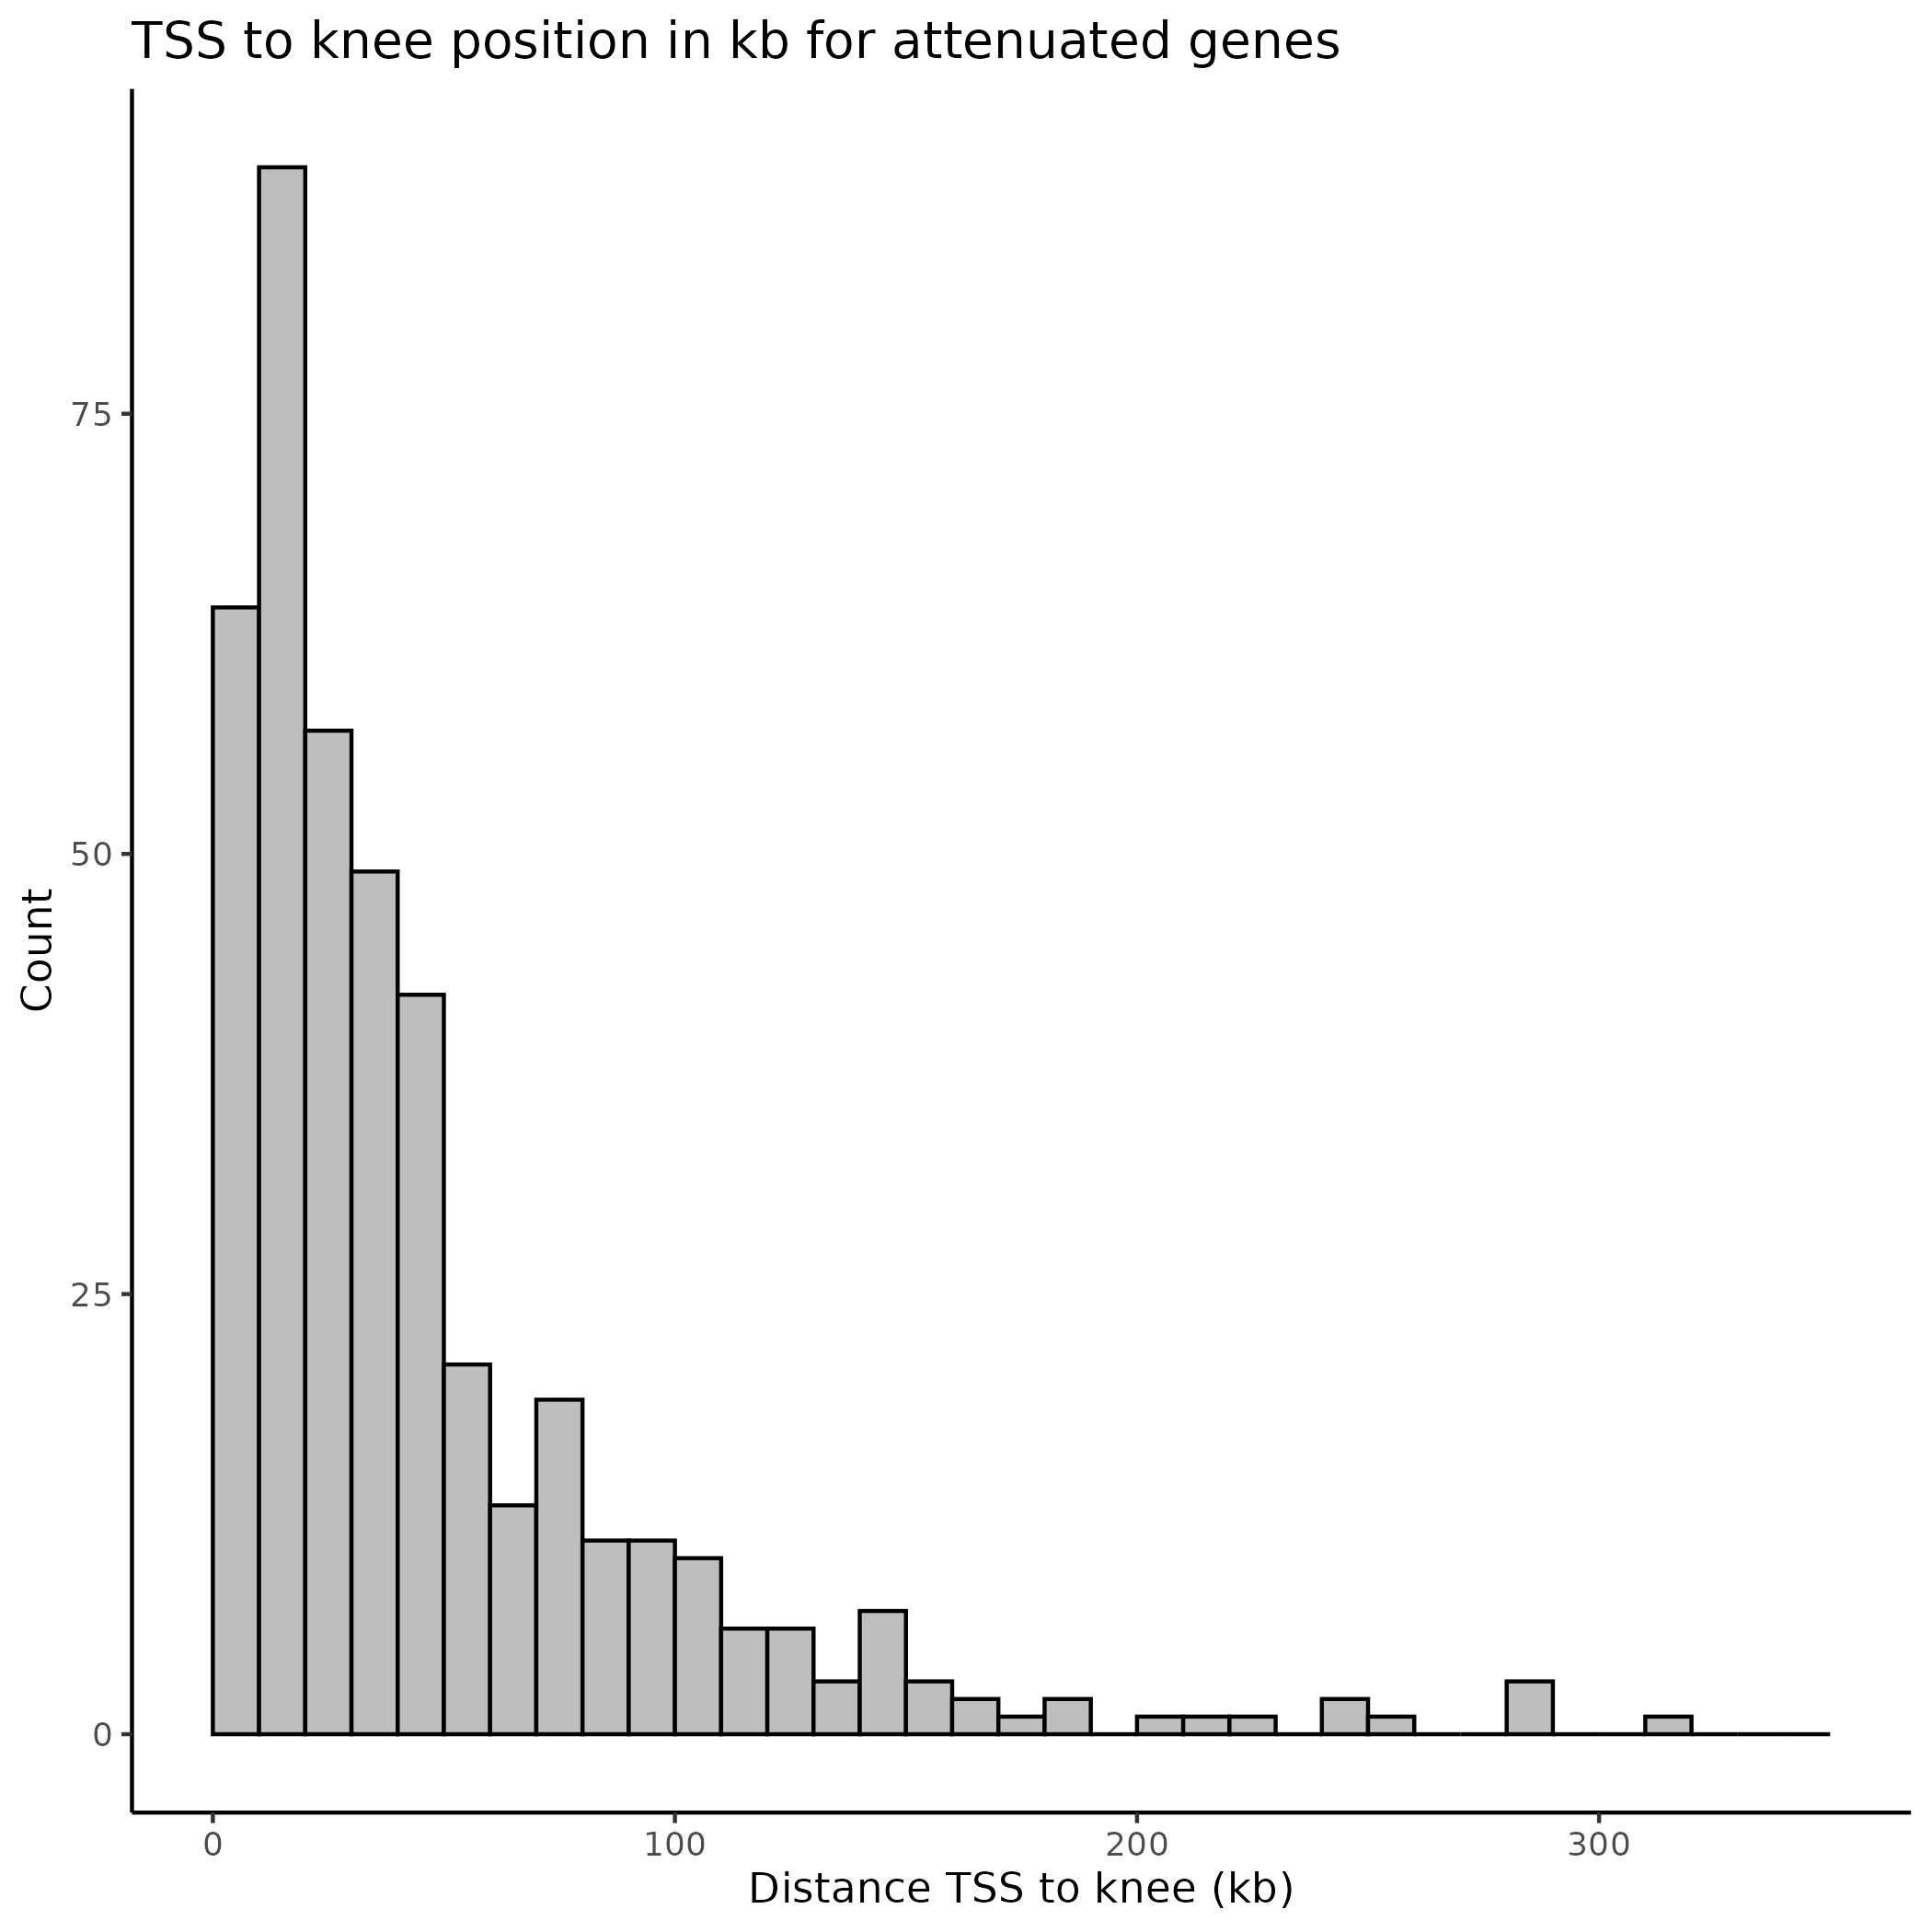 TSS to knee position in kb for attenuated genes
75
50
25
0
Count
0 100 200 300
Distance TSS to knee (kb)